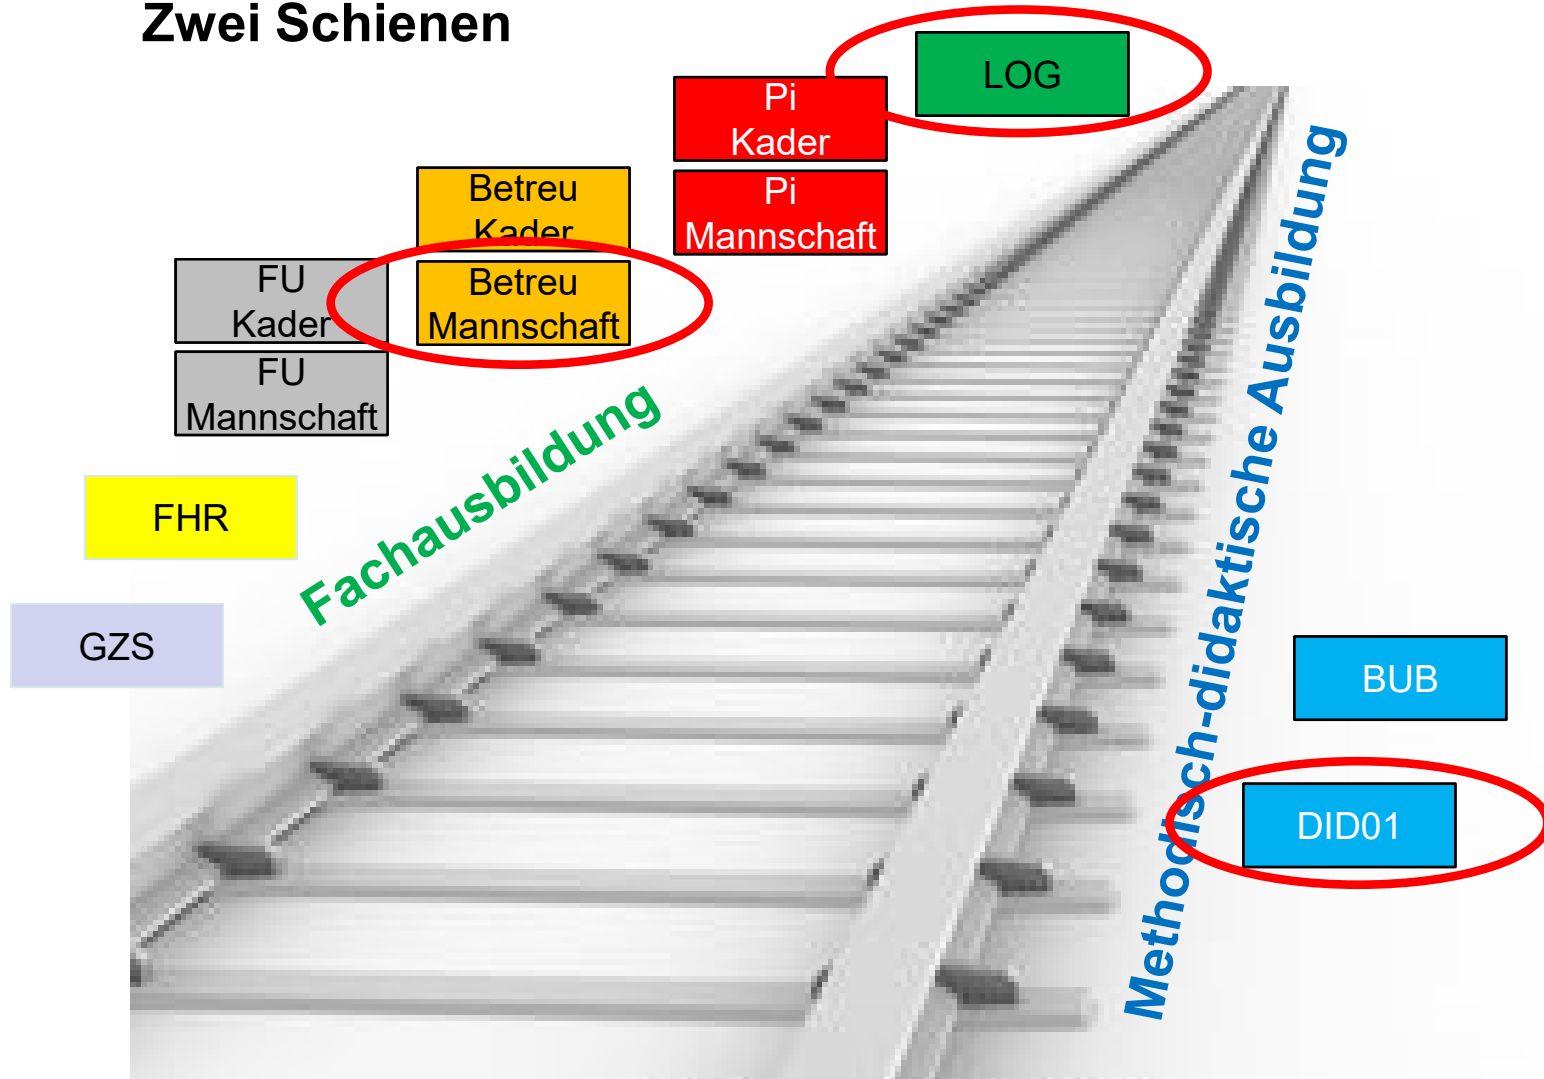 Zwei Schienen
LOG
Pi
Kader
Pi
Mannschaft
Betreu
Kader
Betreu
Mannschaft
FU
Kader
FU
Mannschaft
FHR
GZS
Fachausbildung
Methodisch-didaktische Ausbildung
BUB
DID01